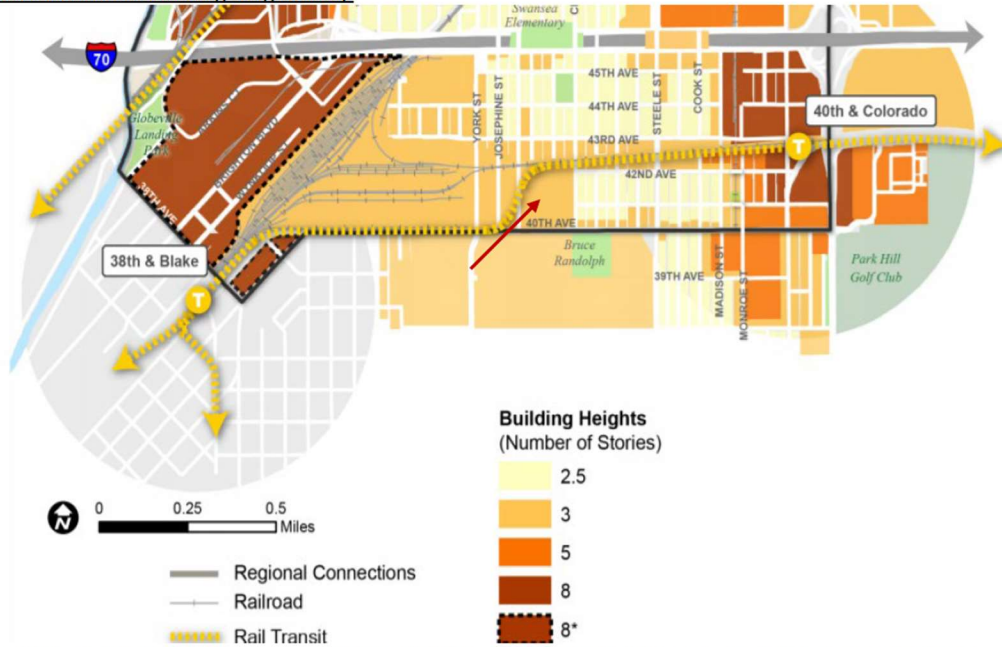 Swansea
Elementary
70
45TH AVE
44TH AVE
43RD AVE
42ND AVE
40TH AVE
39TH AVE
YORK ST
JOSEPHINE ST
STEELE ST
COOK ST
MADISON ST
MONROE ST
40th & Colorado
T
Globeville
Landing
Park
38TH AVE
38th & Blake
T
Bruce
Randolph
Park Hill
Golf Club
Building Heights
(Number of Stories)
2.5
3
5
8
8*
N
0 0.25 0.5
Miles
Regional Connections
Railroad
Rail Transit